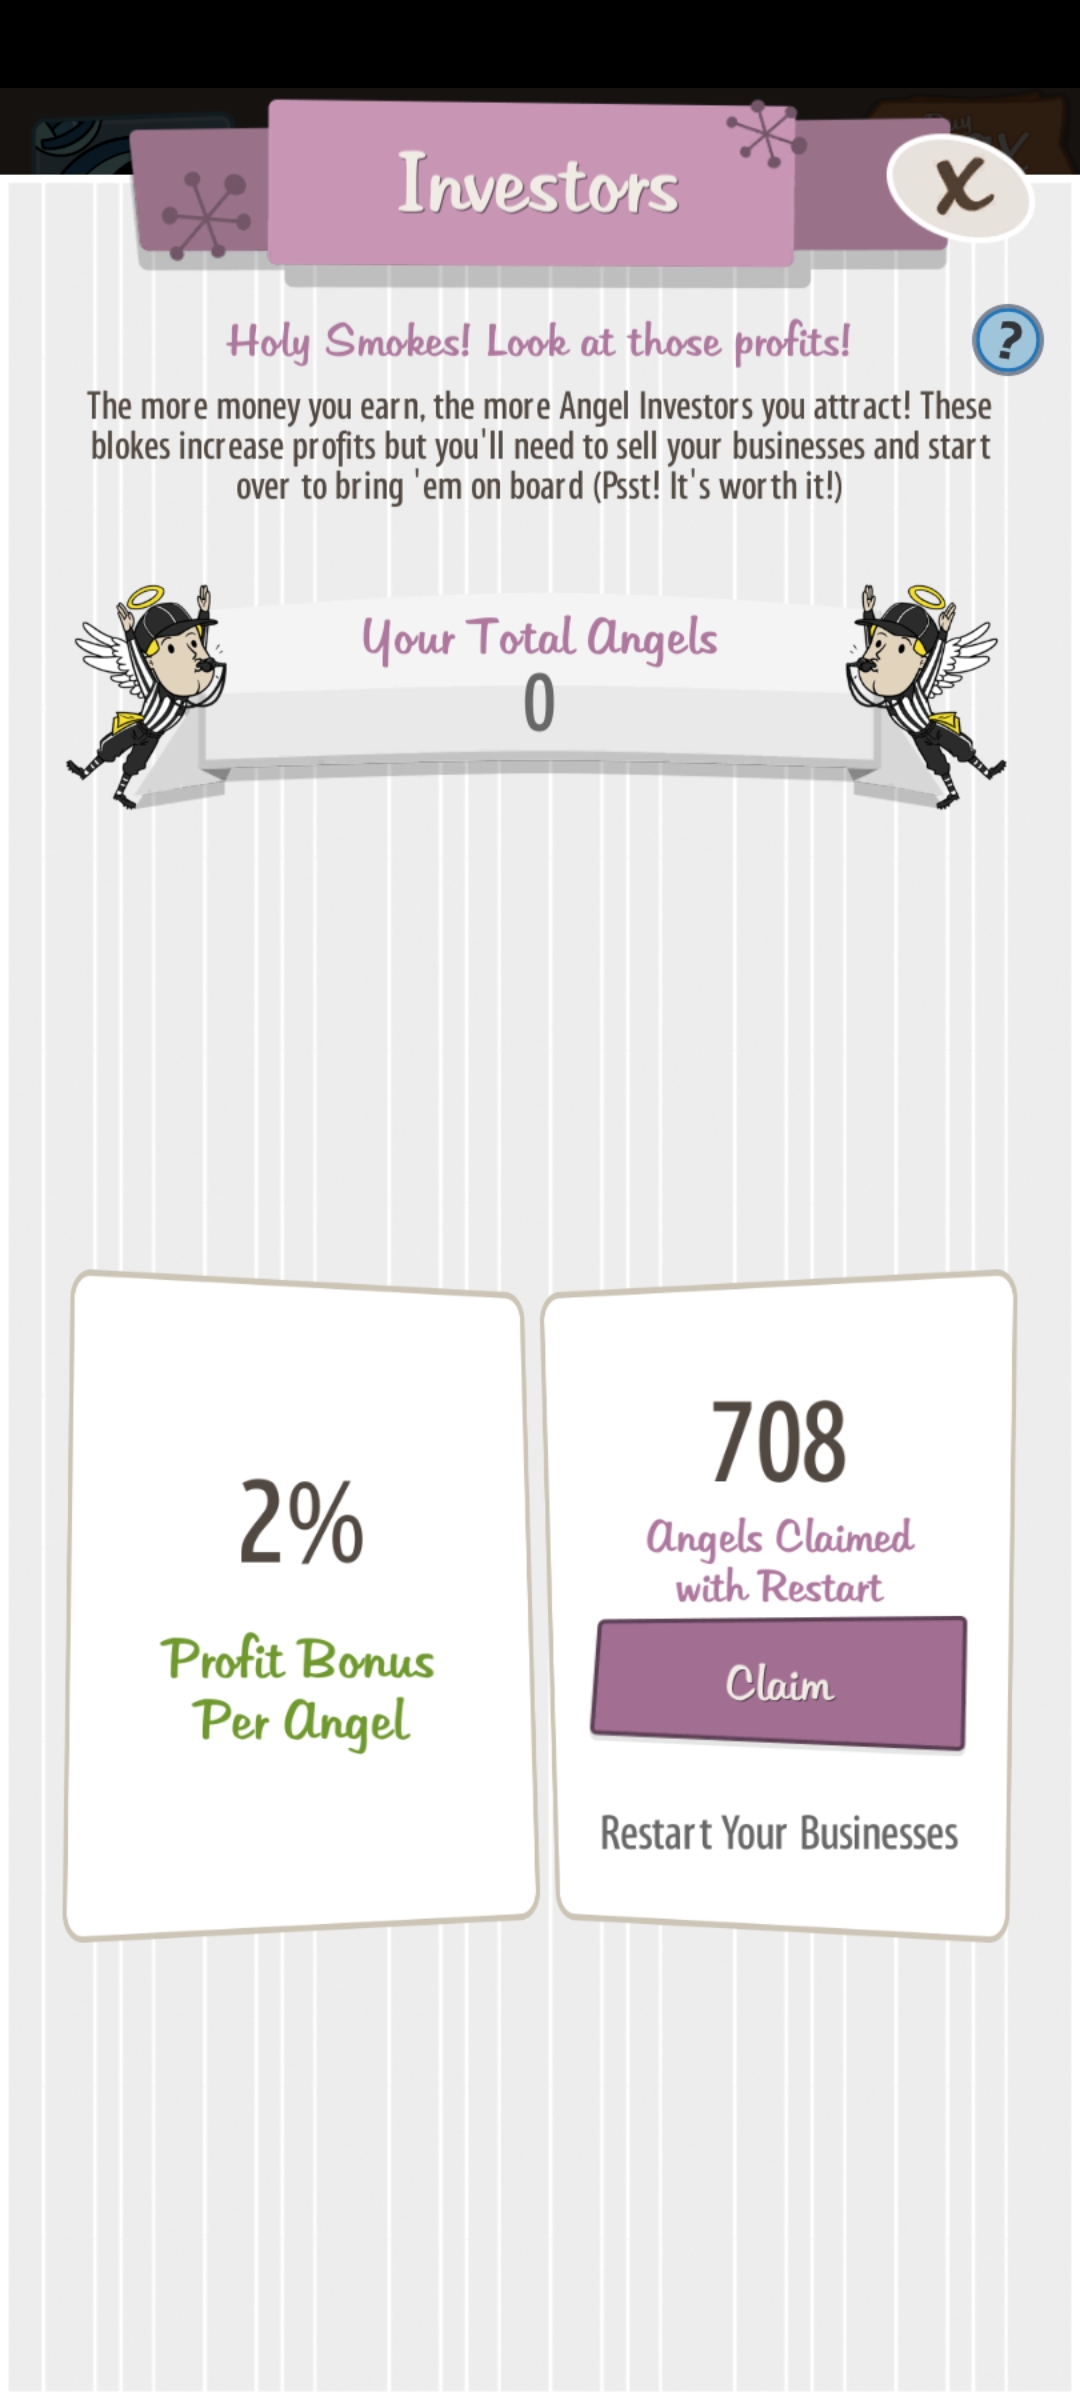 Investors
X
Holy Smokes! Look at those profits!
?
The more money you earn, the more Angel Investors you attract! These
blokes increase profits but you'll need to sell your businesses and start
over to bring 'em on board (Psst! It's worth it!)
Your Total Angels
0
2%
Profit Bonus
Per Angel
708
Angels Claimed
with Restart
Claim
Restart Your Businesses